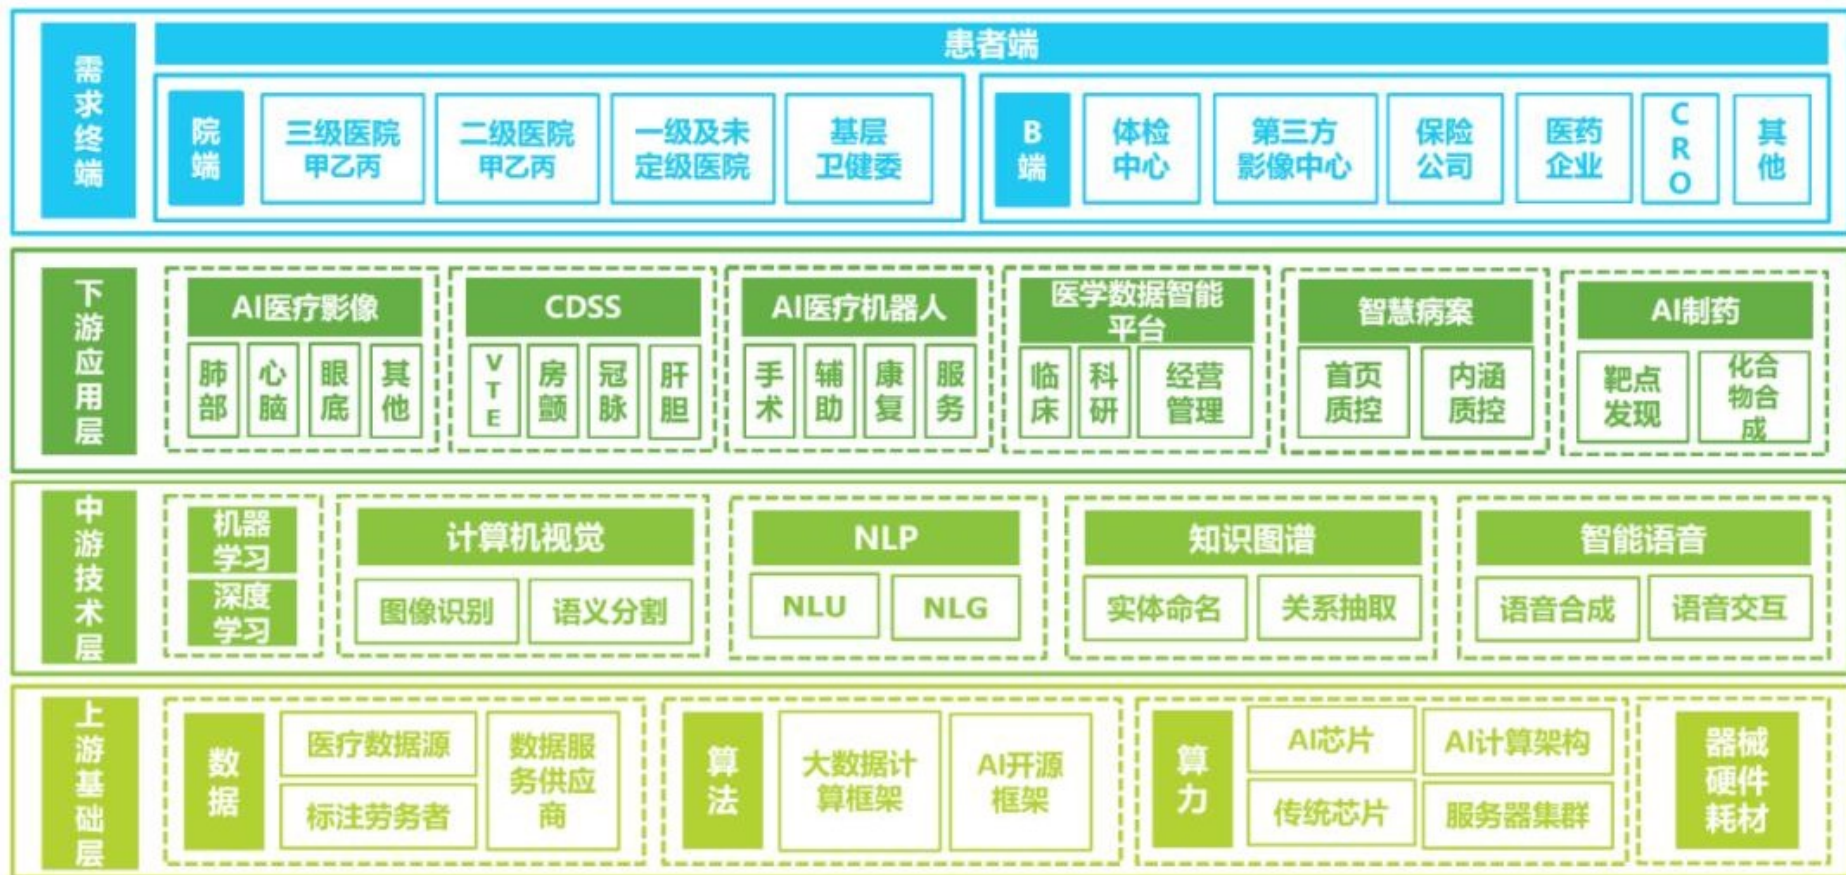 需求终端
患者端
院端
三级医院
甲乙丙
二级医院
甲乙丙
一级及未
定级医院
基层
卫健委
B端
体检
中心
第三方
影像中心
保险
公司
医药
企业
CRO
其他
下游应用层
AI医疗影像
肺部
心脑
眼底
其他
CDSS
VTE
房颤
冠脉
肝胆
AI医疗机器人
手术
辅助
康复
服务
医学数据智能
平台
临床
科研
经营
管理
智慧病案
首页
质控
内涵
质控
AI制药
靶点
发现
化合
物合
成
中游技术层
机器
学习
深度
学习
计算机视觉
图像识别
语义分割
NLP
NLU
NLG
知识图谱
实体命名
关系抽取
智能语音
语音合成
语音交互
上游基础层
数据
医疗数据源
标注劳务者
数据服
务供应
商
算法
大数据计
算框架
AI开源
框架
算力
AI芯片
AI计算架构
传统芯片
服务器集群
器械
硬件
耗材